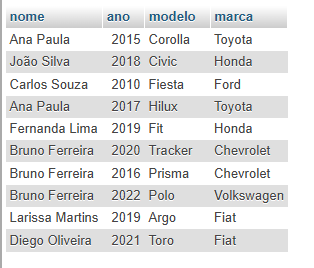 nome ano modelo marca
Ana Paula 2015 Corolla Toyota
João Silva 2018 Civic Honda
Carlos Souza 2010 Fiesta Ford
Ana Paula 2017 Hilux Toyota
Fernanda Lima 2019 Fit Honda
Bruno Ferreira 2020 Tracker Chevrolet
Bruno Ferreira 2016 Prisma Chevrolet
Bruno Ferreira 2022 Polo Volkswagen
Larissa Martins 2019 Argo Fiat
Diego Oliveira 2021 Toro Fiat